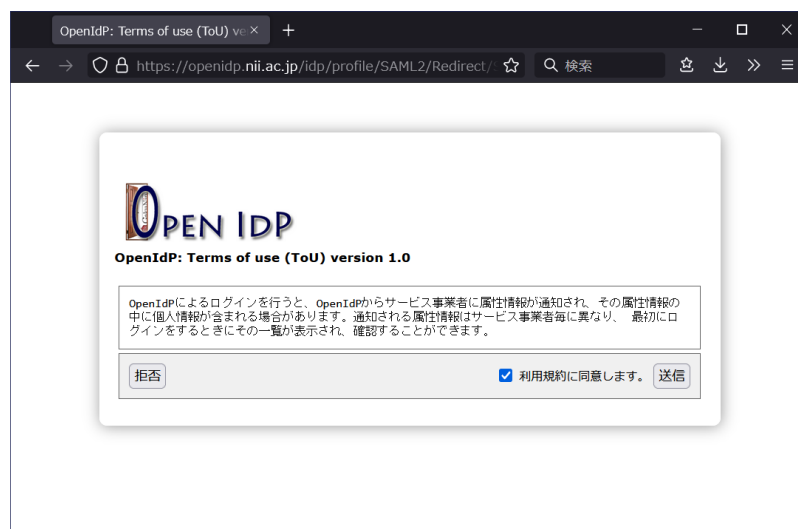 OpenIdP: Terms of use (ToU) ve
https://openidp.nii.ac.jp/idp/profile/SAML2/Redirect/
検索
OPEN IDP
OpenIdP: Terms of use (ToU) version 1.0
OpenIdPによるログインを行うと、OpenIdPからサービス事業者に属性情報が通知され、その属性情報の
中に個人情報が含まれる場合があります。通知される属性情報はサービス事業者毎に異なり、 最初にロ
グインをするときにその一覧が表示され、確認することができます。
拒否
利用規約に同意します。
送信